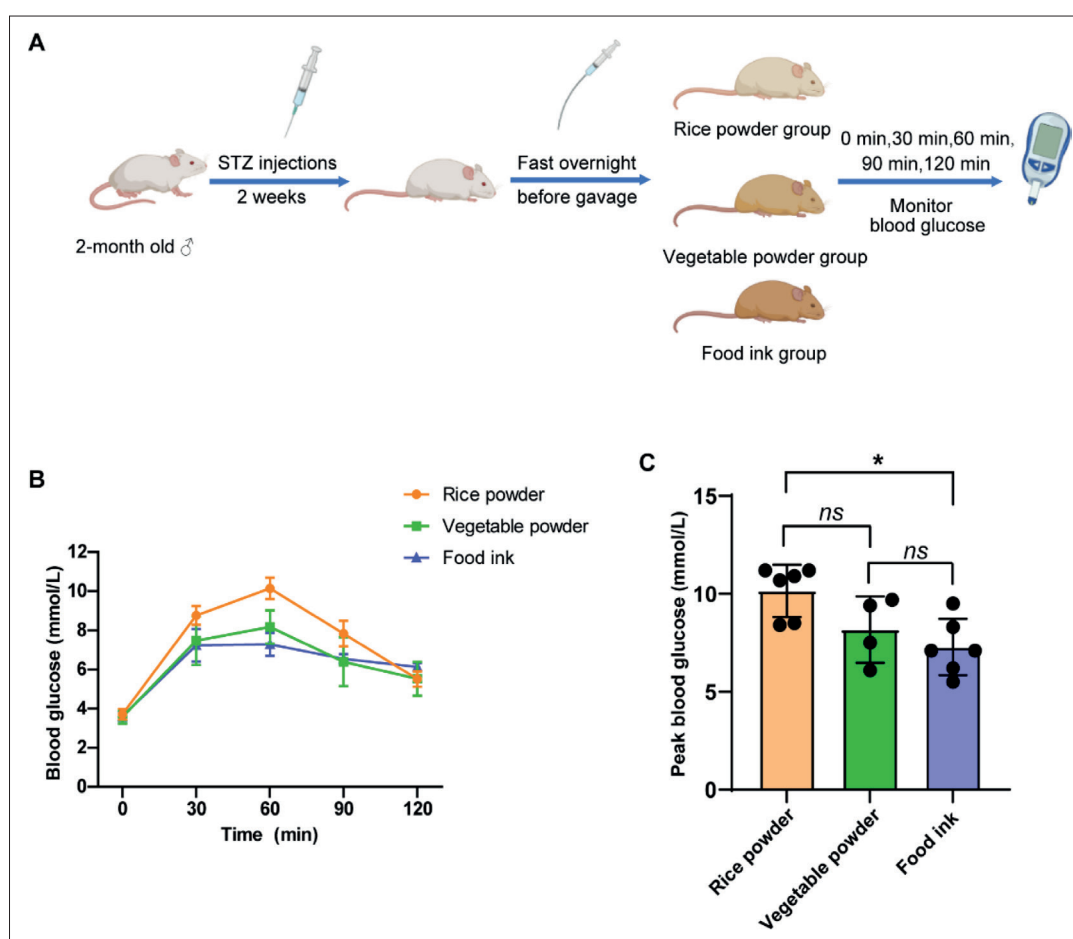 A
STZ injections
2 weeks
2-month old ♂
Fast overnight
before gavage
Rice powder group
Vegetable powder group
Food ink group
0 min,30 min,60 min,
90 min,120 min
Monitor
blood glucose
B
Rice powder
Vegetable powder
Food ink
Blood glucose (mmol/L)
12
10
8
6
4
2
0
0 30 60 90 120
Time (min)
C
*
ns
ns
Peak blood glucose (mmol/L)
15
10
5
0
Rice powder
Vegetable powder
Food ink